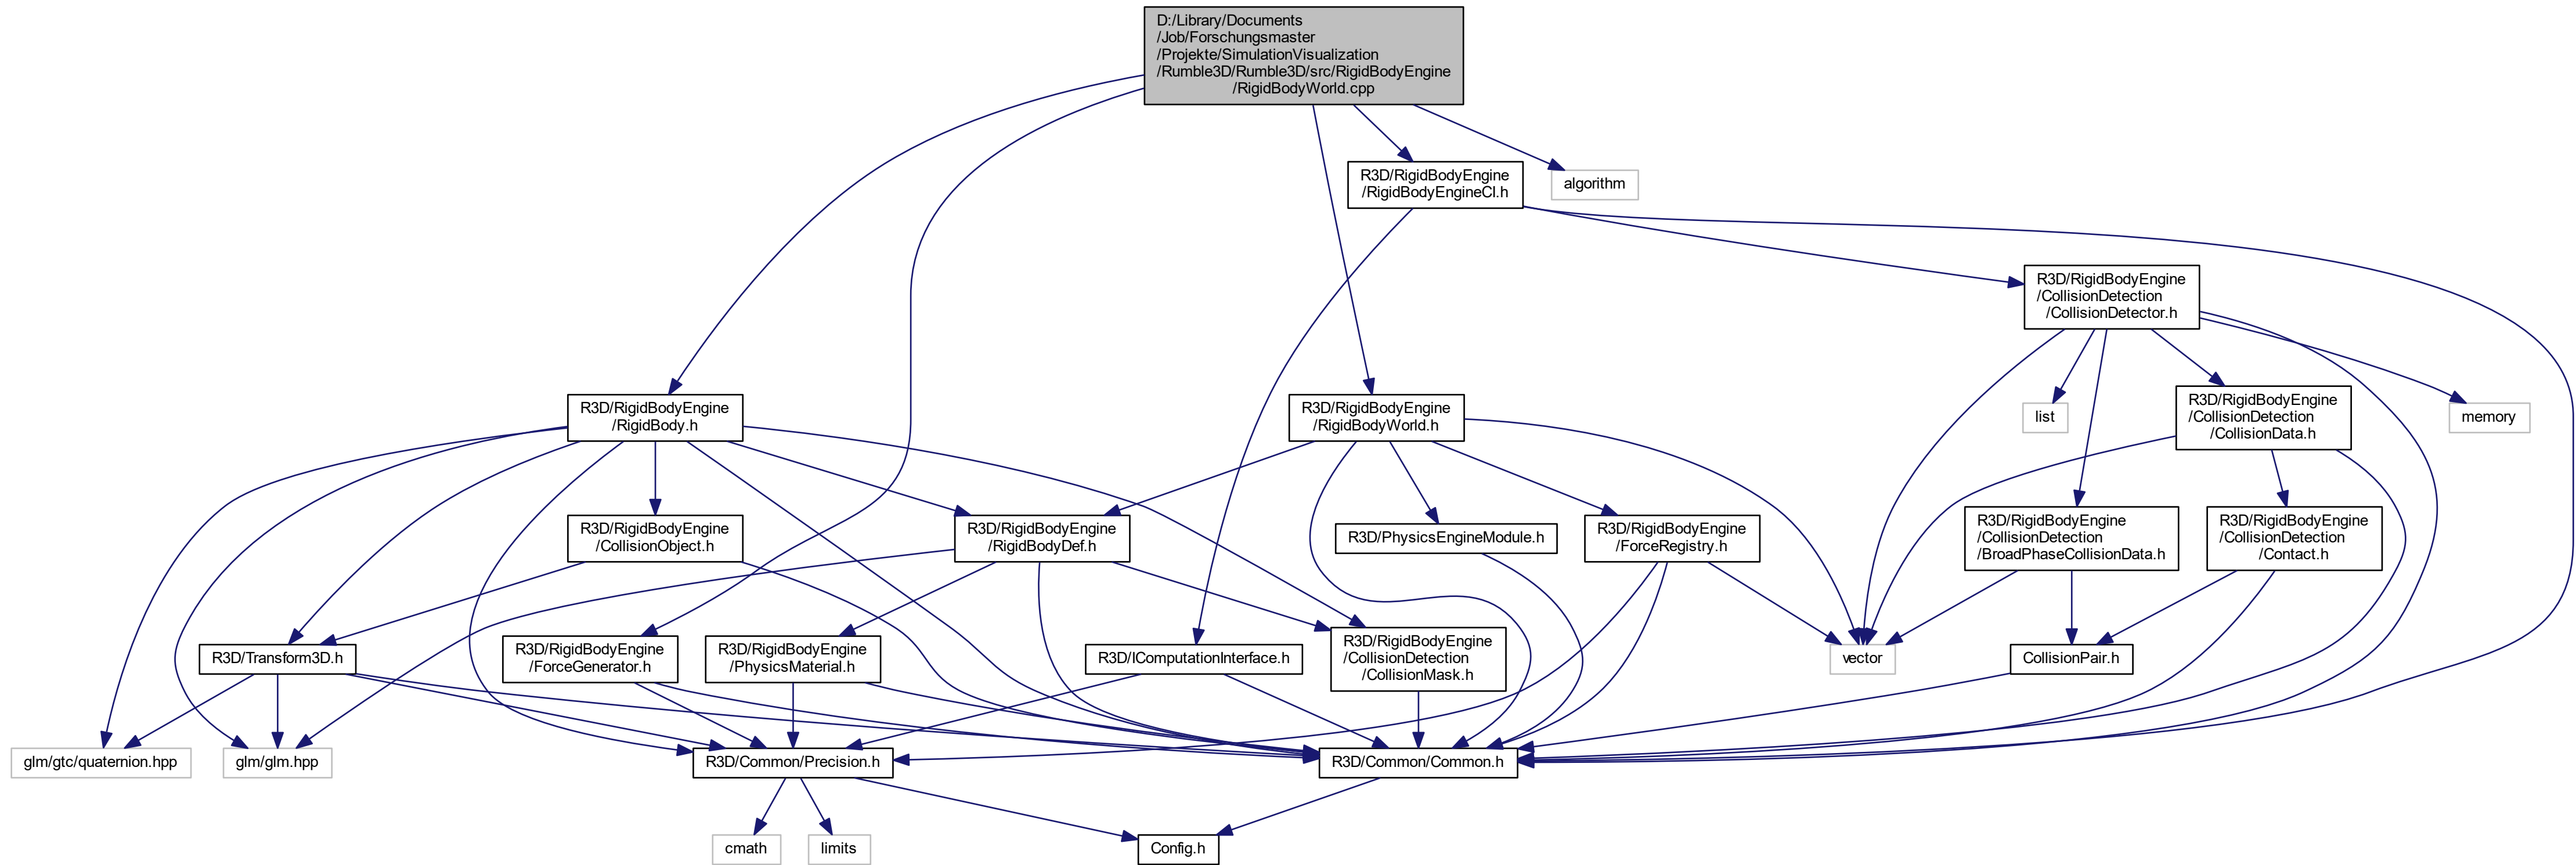 D:/Library/Documents
/Job/Forschungsmaster
/Projekte/SimulationVisualization
/Rumble3D/Rumble3D/src/RigidBodyEngine
/RigidBodyWorld.cpp
R3D/RigidBodyEngine
/RigidBodyEngineCI.h
algorithm
R3D/RigidBodyEngine
/CollisionDetection
/CollisionDetector.h
R3D/RigidBodyEngine
/RigidBody.h
R3D/RigidBodyEngine
/RigidBodyWorld.h
list
R3D/RigidBodyEngine
/CollisionDetection
/CollisionData.h
memory
R3D/RigidBodyEngine
/CollisionObject.h
R3D/RigidBodyEngine
/RigidBodyDef.h
R3D/PhysicsEngineModule.h
R3D/RigidBodyEngine
/ForceRegistry.h
R3D/RigidBodyEngine
/CollisionDetection
/BroadPhaseCollisionData.h
R3D/RigidBodyEngine
/CollisionDetection
/Contact.h
R3D/Transform3D.h
R3D/RigidBodyEngine
/ForceGenerator.h
R3D/RigidBodyEngine
/PhysicsMaterial.h
R3D/IComputationInterface.h
R3D/RigidBodyEngine
/CollisionDetection
/CollisionMask.h
vector
CollisionPair.h
glm/gtc/quaternion.hpp
glm/glm.hpp
R3D/Common/Precision.h
R3D/Common/Common.h
cmath
limits
Config.h